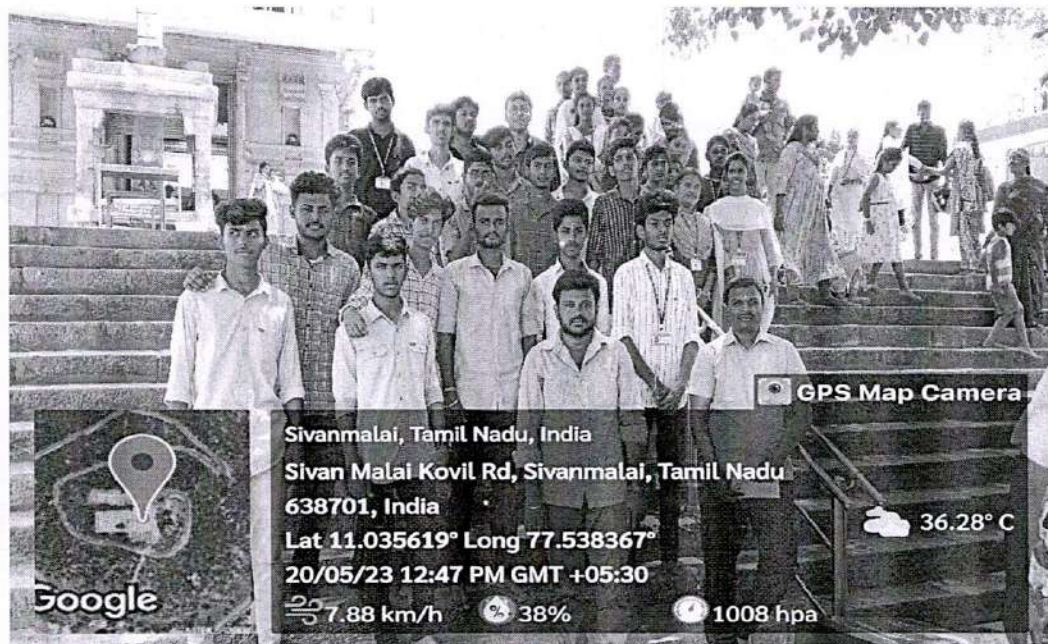 GPS Map Camera
Sivanmalai, Tamil Nadu, India
Sivan Malai Kovil Rd, Sivanmalai, Tamil Nadu
638701, India
Lat 11.035619° Long 77.538367°
20/05/23 12:47 PM GMT +05:30
36.28° C
7.88 km/h
38%
1008 hpa
Google